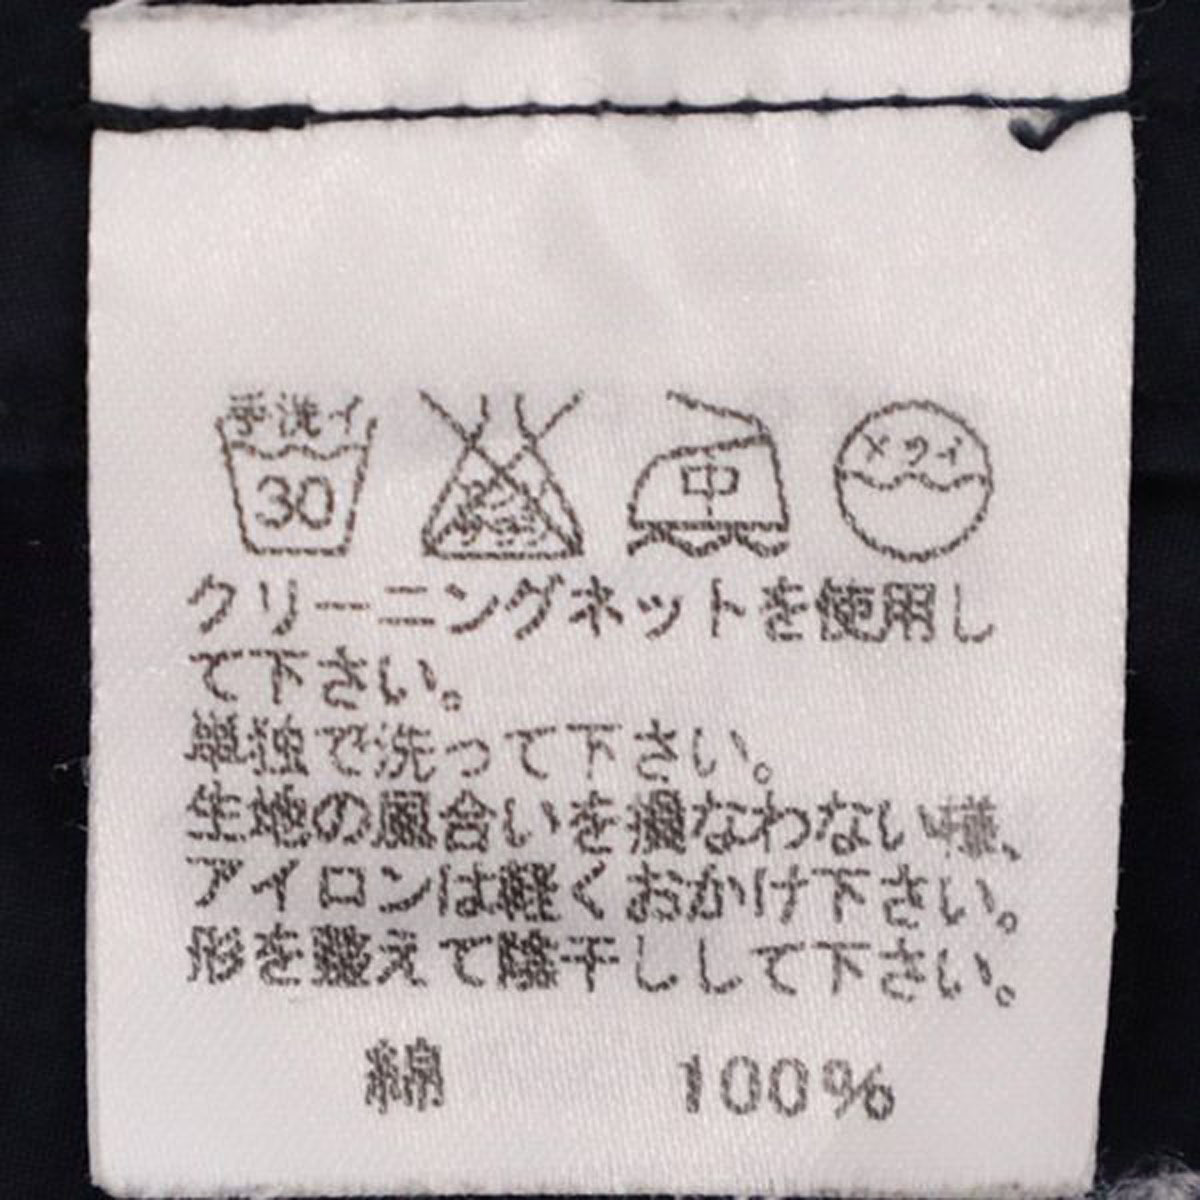 手洗イ 中 ドライ
30
クリーニングネットを使用し
て下さい。
単独で洗って下さい。
生地の風合いを損なわない様、
アイロンは軽くおかけ下さい。
形を整えて陰干しして下さい。
綿 100%